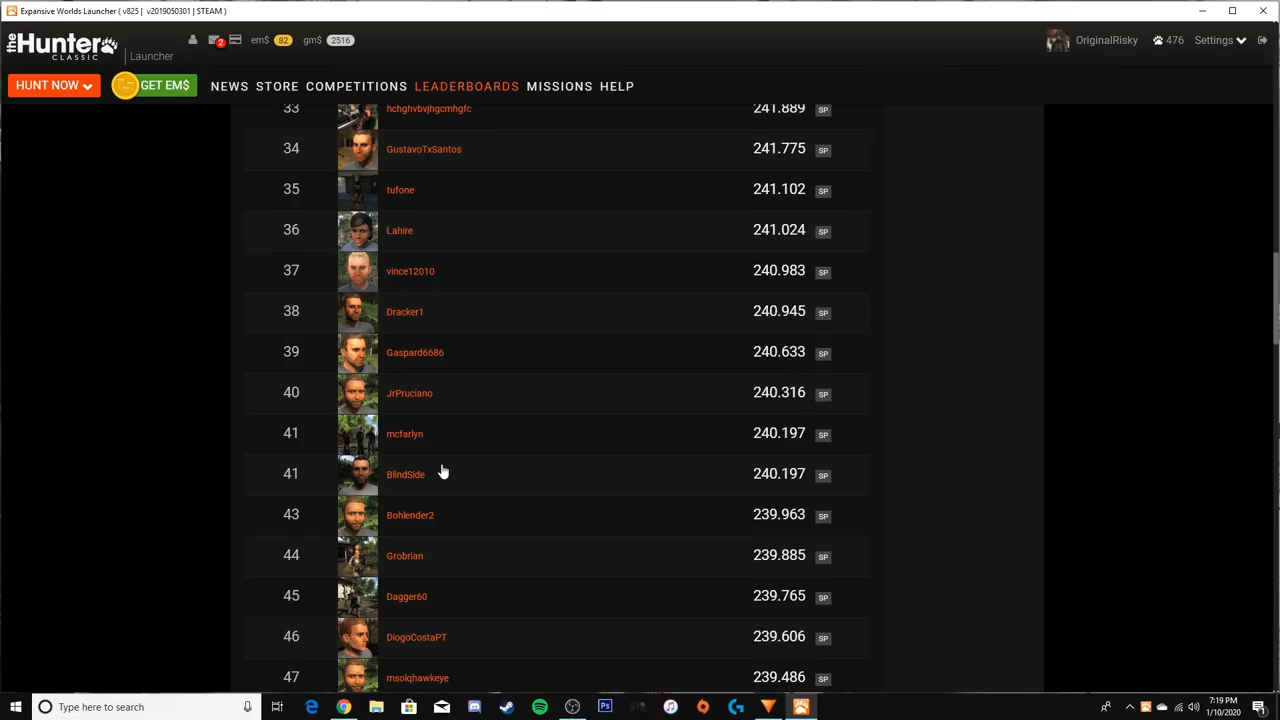 Expansive Worlds Launcher ( v825 | v2019050301 | STEAM )
theHunter CLASSIC | Launcher 2 em$ 82 gm$ 2516 OriginalRisky 476 Settings
HUNT NOW GET EM$ NEWS STORE COMPETITIONS LEADERBOARDS MISSIONS HELP
33 hchghvbvjhgcmhgfc 241.889 SP
34 GustavoTxSantos 241.775 SP
35 tufone 241.102 SP
36 Lahire 241.024 SP
37 vince12010 240.983 SP
38 Dracker1 240.945 SP
39 Gaspard6686 240.633 SP
40 JrPruciano 240.316 SP
41 mcfarlyn 240.197 SP
41 BlindSide 240.197 SP
43 Bohlender2 239.963 SP
44 Grobrian 239.885 SP
45 Dagger60 239.765 SP
46 DiogoCostaPT 239.606 SP
47 msolqhawkeye 239.486 SP
Type here to search
7:19 PM
1/10/2020